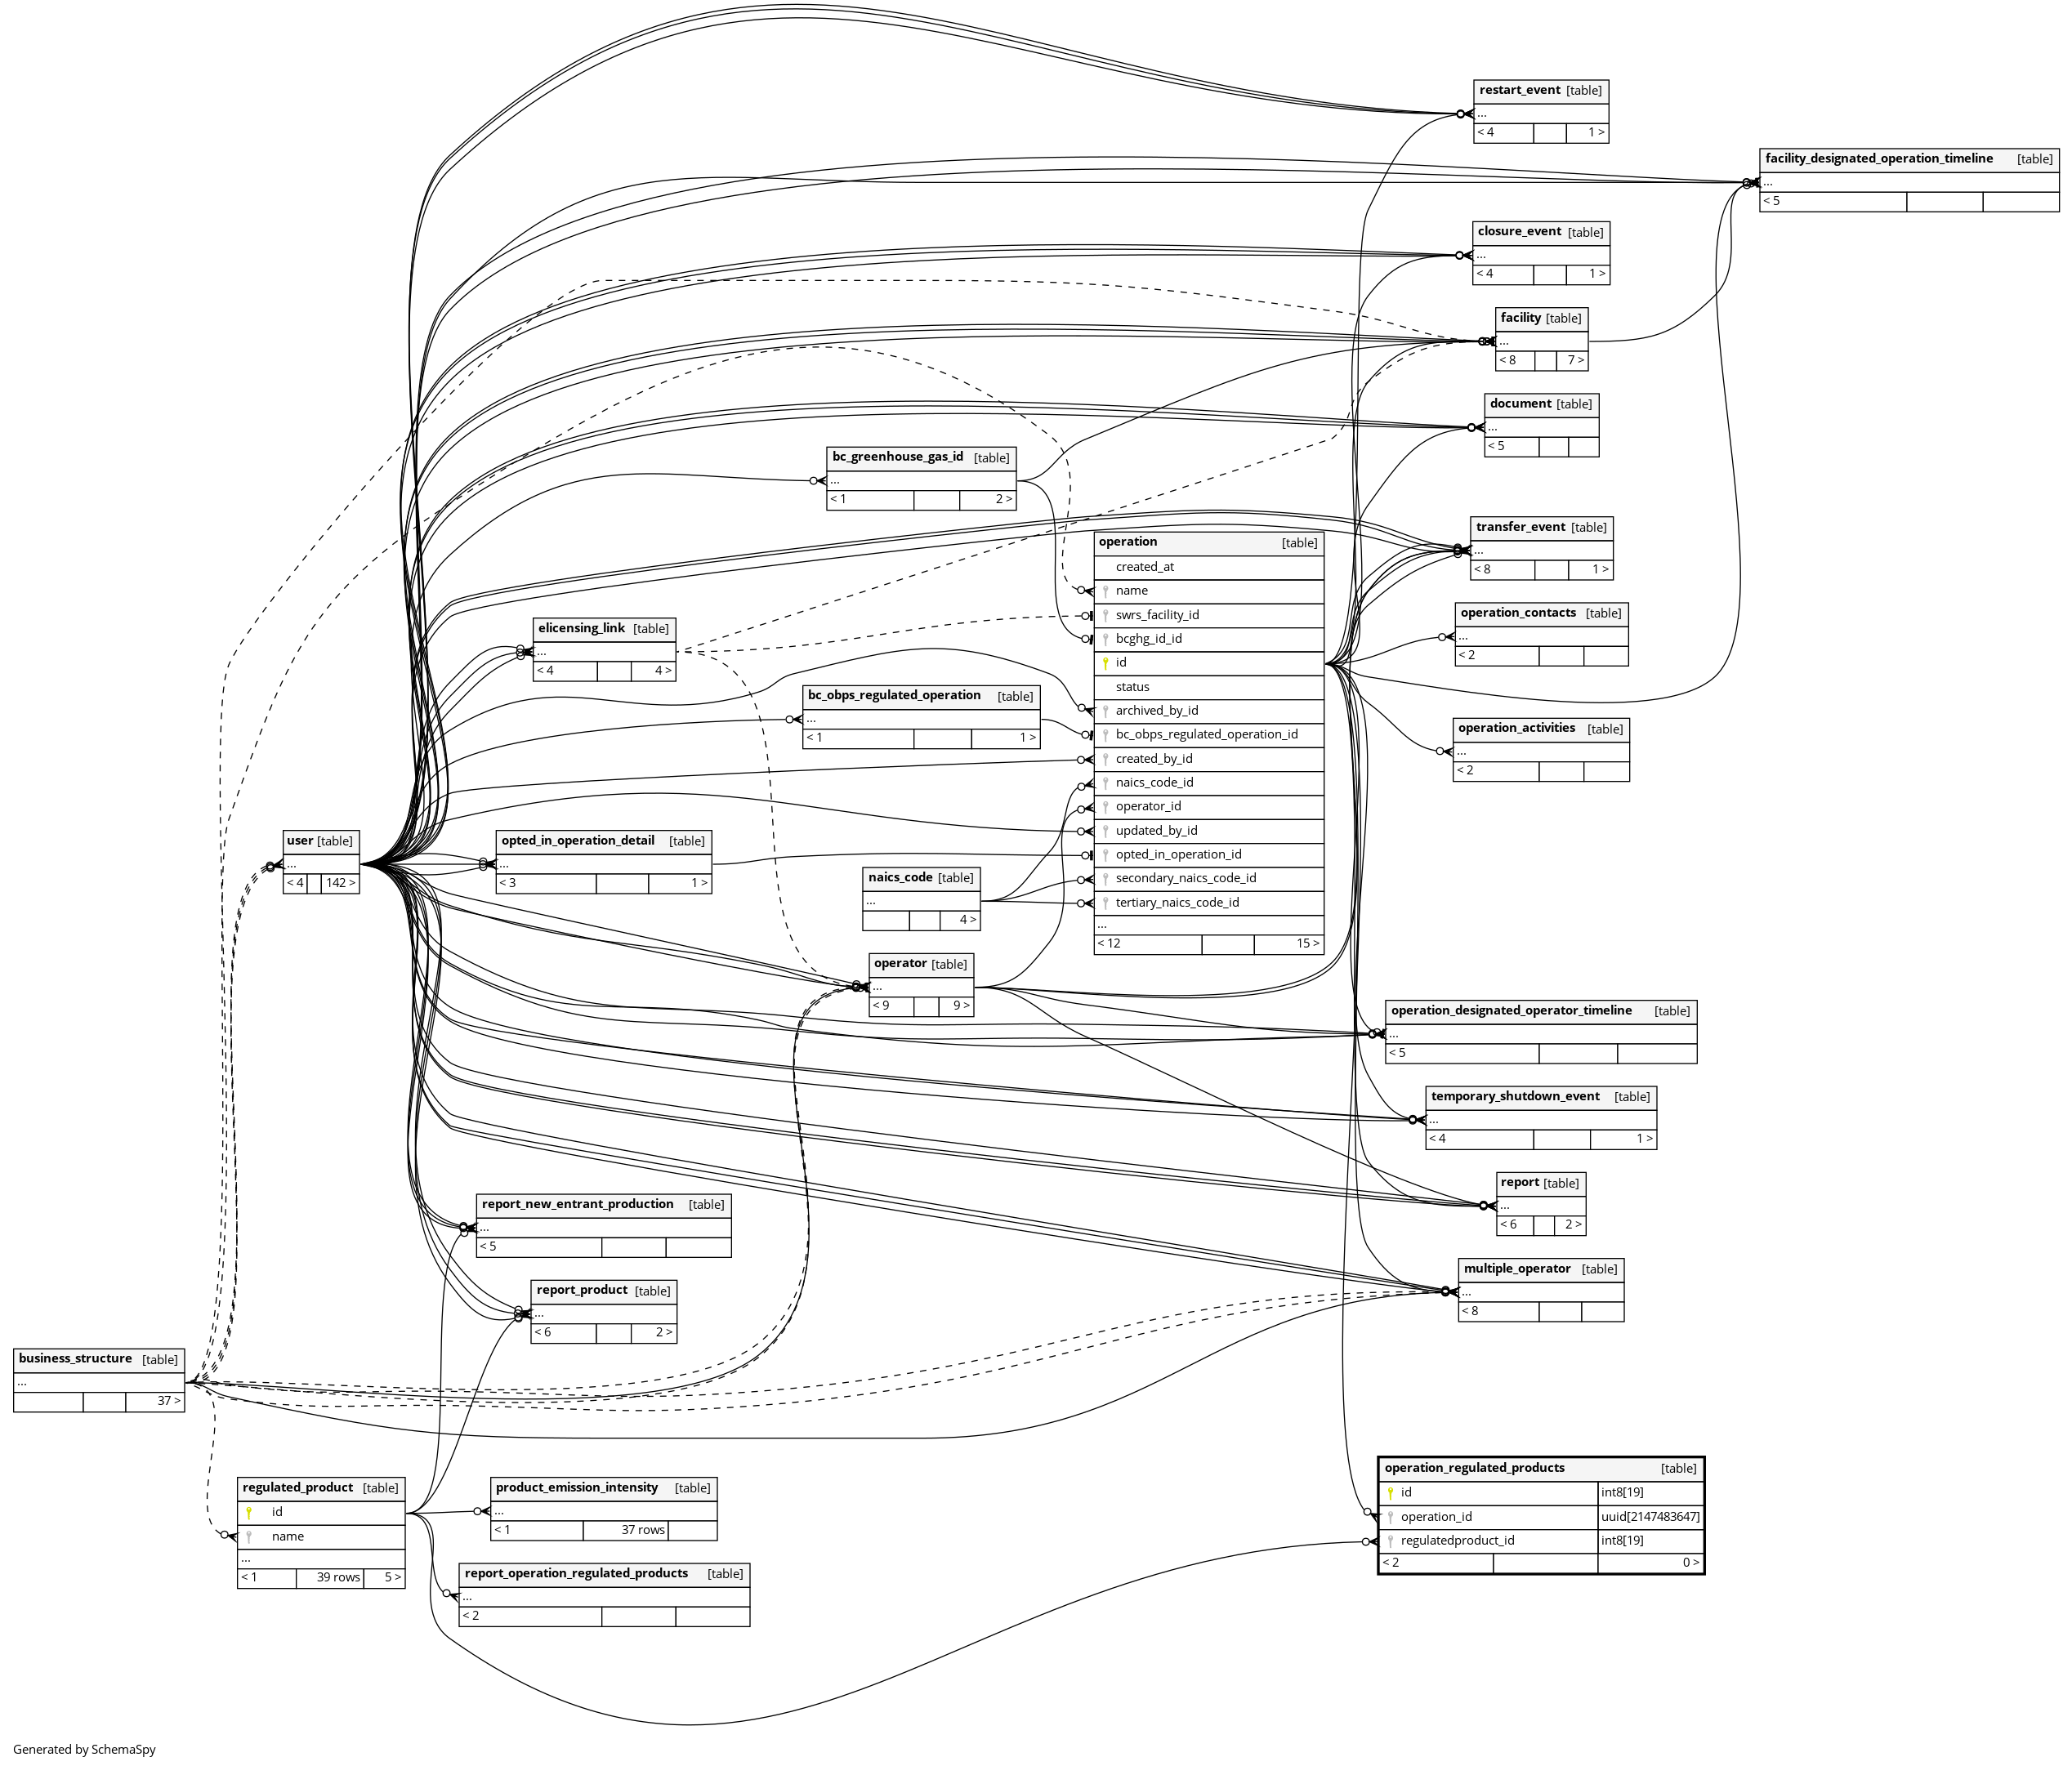 restart_event [table]
...
< 4 1 >
facility_designated_operation_timeline [table]
...
< 5
closure_event [table]
...
< 4 1 >
facility [table]
...
< 8 7 >
document [table]
...
< 5
bc_greenhouse_gas_id [table]
...
< 1 2 >
transfer_event [table]
...
< 8 1 >
operation [table]
created_at
name
swrs_facility_id
bcghg_id_id
id
status
archived_by_id
bc_obps_regulated_operation_id
created_by_id
naics_code_id
operator_id
updated_by_id
opted_in_operation_id
secondary_naics_code_id
tertiary_naics_code_id
...
< 12 15 >
operation_contacts [table]
...
< 2
elicensing_link [table]
...
< 4 4 >
bc_obps_regulated_operation [table]
...
< 1 1 >
operation_activities [table]
...
< 2
user [table]
...
< 4 142 >
opted_in_operation_detail [table]
...
< 3 1 >
naics_code [table]
...
4 >
operator [table]
...
< 9 9 >
operation_designated_operator_timeline [table]
...
< 5
temporary_shutdown_event [table]
...
< 4 1 >
report [table]
...
< 6 2 >
report_new_entrant_production [table]
...
< 5
multiple_operator [table]
...
< 8
report_product [table]
...
< 6 2 >
business_structure [table]
...
37 >
operation_regulated_products [table]
id int8[19]
operation_id uuid[2147483647]
regulatedproduct_id int8[19]
< 2 0 >
regulated_product [table]
id
name
...
< 1 39 rows 5 >
product_emission_intensity [table]
...
< 1 37 rows
report_operation_regulated_products [table]
...
< 2
Generated by SchemaSpy